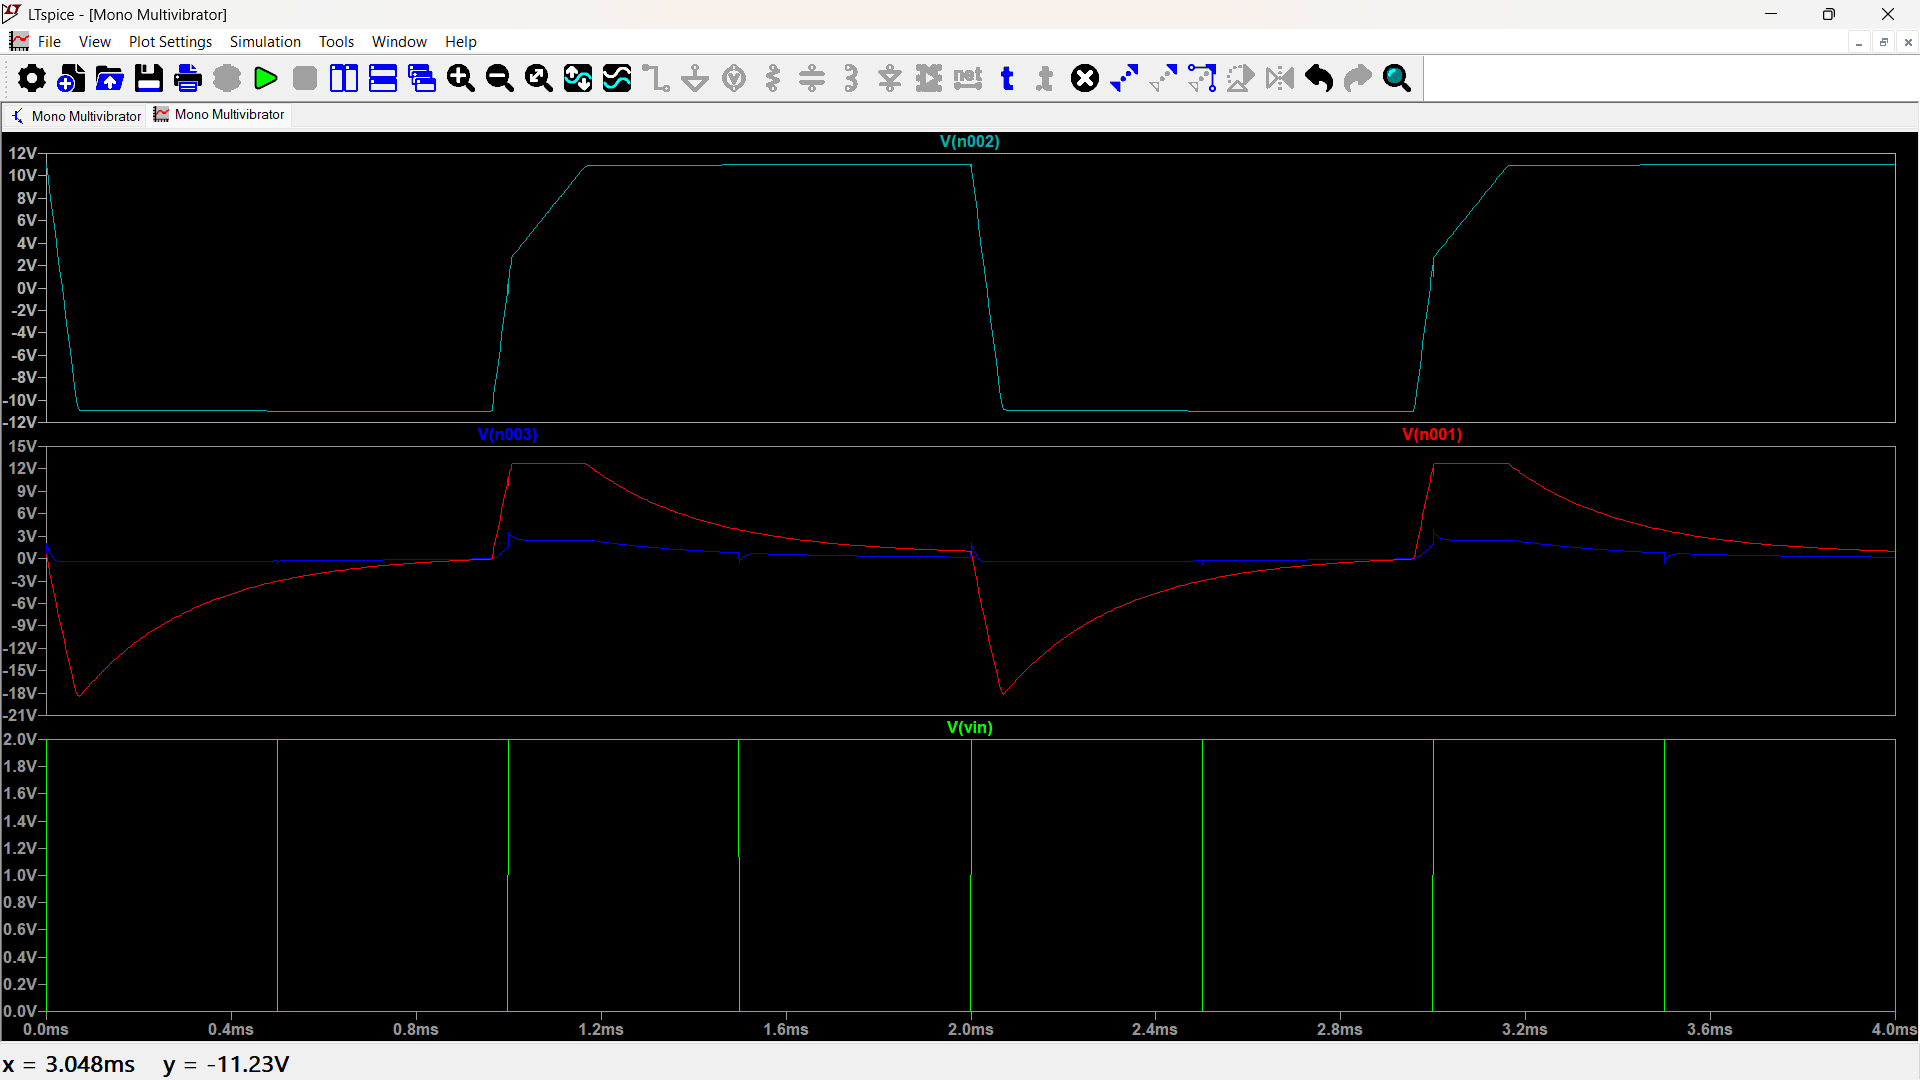 LTspice - [Mono Multivibrator]
File View Plot Settings Simulation Tools Window Help
net t .t
Mono Multivibrator Mono Multivibrator
V(n002)
12V
10V
8V
6V
4V
2V
0V
-2V
-4V
-6V
-8V
-10V
-12V
V(n003) V(n001)
15V
12V
9V
6V
3V
0V
-3V
-6V
-9V
-12V
-15V
-18V
-21V
V(vin)
2.0V
1.8V
1.6V
1.4V
1.2V
1.0V
0.8V
0.6V
0.4V
0.2V
0.0V
0.0ms 0.4ms 0.8ms 1.2ms 1.6ms 2.0ms 2.4ms 2.8ms 3.2ms 3.6ms 4.0ms
x = 3.048ms y = -11.23V